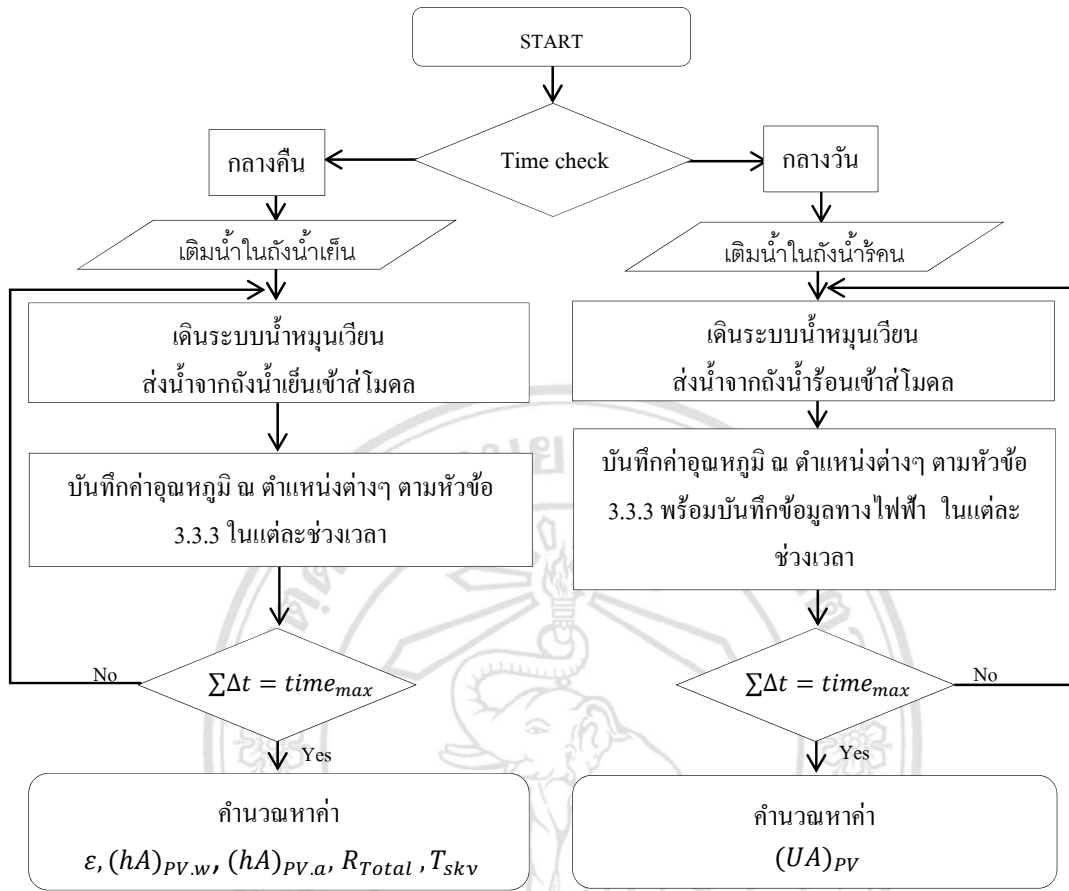 START
Time check
กลางคืน
เติมน้ำในถังน้ำเย็น
เดินระบบน้ำหมุนเวียน
ส่งน้ำจากถังน้ำเย็นเข้าส่โมดล
บันทึกค่าอุณหภูมิ ณ ตำแหน่งต่างๆ ตามหัวข้อ
3.3.3 ในแต่ละช่วงเวลา
No
∑Δt = time_max
Yes
คำนวณหาค่า
ε, (hA)_PV.w, (hA)_PV.a, R_Total , T_skv
กลางวัน
เติมน้ำในถังน้ำร้คน
เดินระบบน้ำหมุนเวียน
ส่งน้ำจากถังน้ำร้อนเข้าส่โมดล
บันทึกค่าอุณหภูมิ ณ ตำแหน่งต่างๆ ตามหัวข้อ
3.3.3 พร้อมบันทึกข้อมูลทางไฟฟ้า ในแต่ละ
ช่วงเวลา
∑Δt = time_max
No
Yes
คำนวณหาค่า
(UA)_PV